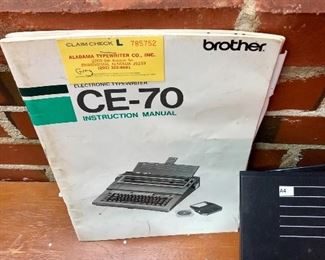 CLAIM CHECK L 785752
brother.
ALABAMA TYPEWRITER CO., INC.
ELECTRONIC TYPEWRITER
CE-70
INSTRUCTION MANUAL
A4